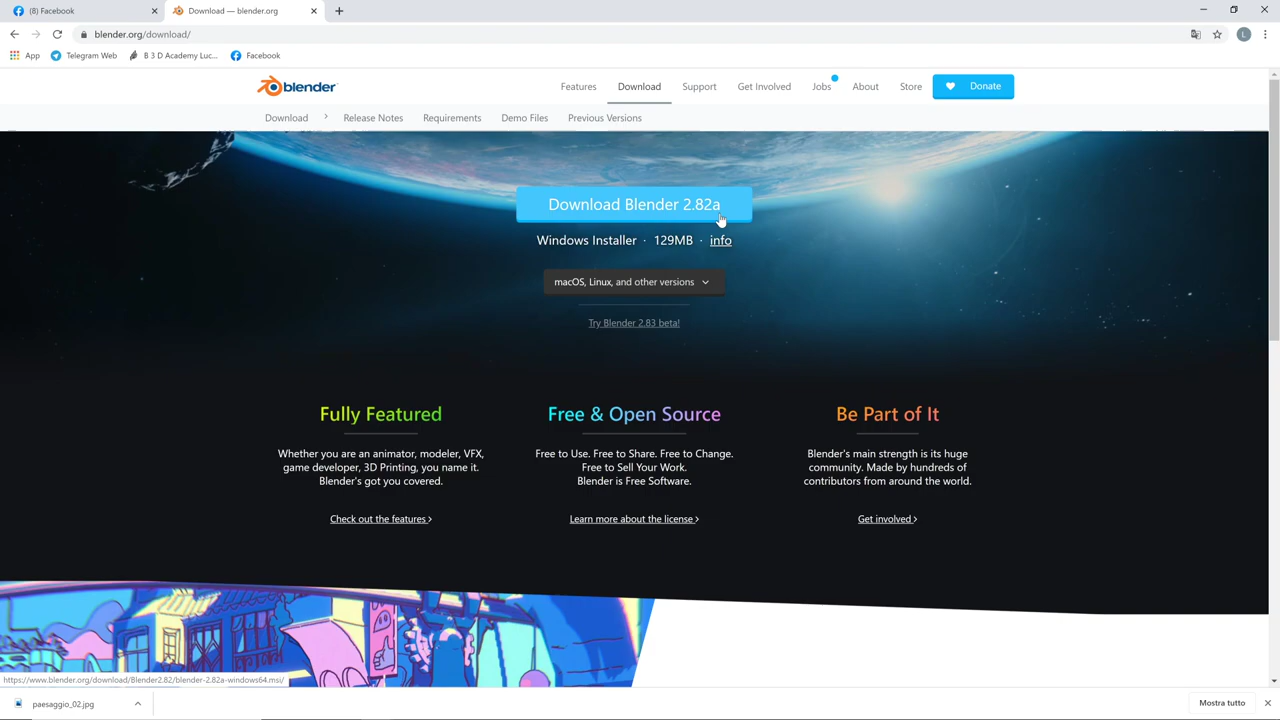 (8) Facebook
Download — blender.org
blender.org/download/
App
Telegram Web
B 3 D Academy Luc...
Facebook
blender
Features
Download
Support
Get Involved
Jobs
About
Store
Donate
Download
Release Notes
Requirements
Demo Files
Previous Versions
Download Blender 2.82a
Windows Installer · 129MB · info
macOS, Linux, and other versions
Try Blender 2.83 beta!
Fully Featured
Whether you are an animator, modeler, VFX,
game developer, 3D Printing, you name it.
Blender's got you covered.
Check out the features
Free & Open Source
Free to Use. Free to Share. Free to Change.
Free to Sell Your Work.
Blender is Free Software.
Learn more about the license
Be Part of It
Blender's main strength is its huge
community. Made by hundreds of
contributors from around the world.
Get involved
https://www.blender.org/download/Blender2.82/blender-2.82a-windows64.msi/
paesaggio_02.jpg
Mostra tutto
L